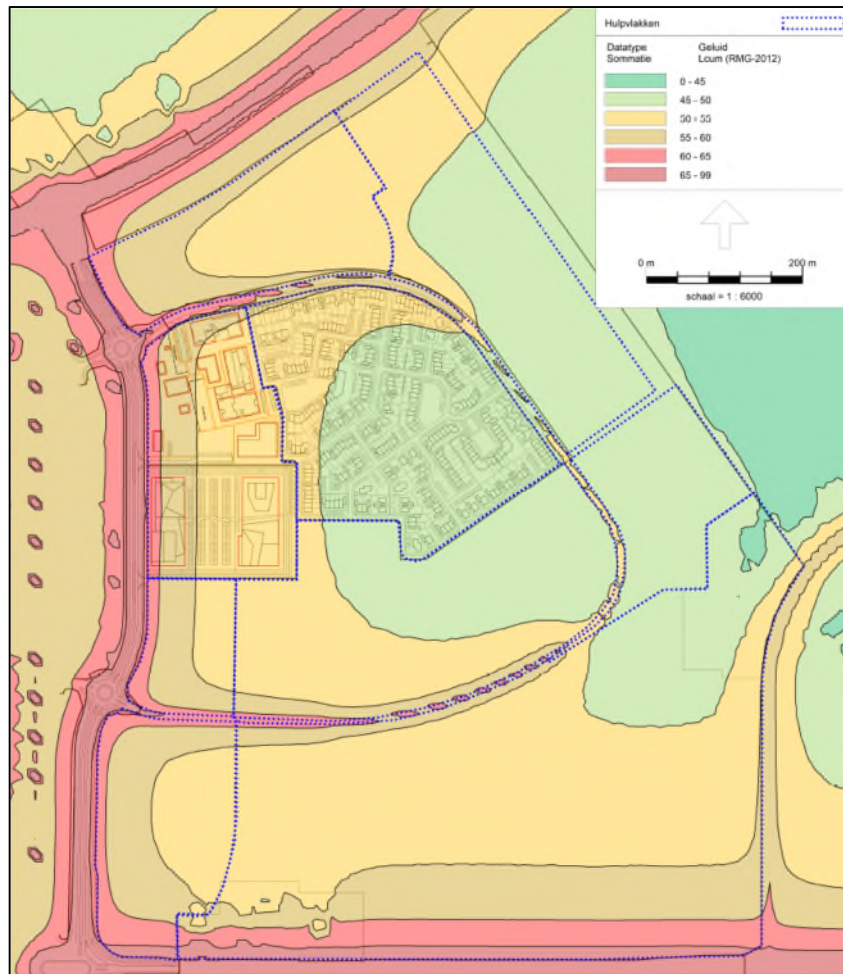 Hulpvlakken
Datatype Geluid
Sommatie Lcum (RMG-2012)
0 - 45
45 - 50
50 - 55
55 - 60
60 - 65
65 - 99
0 m 200 m
schaal = 1 : 6000